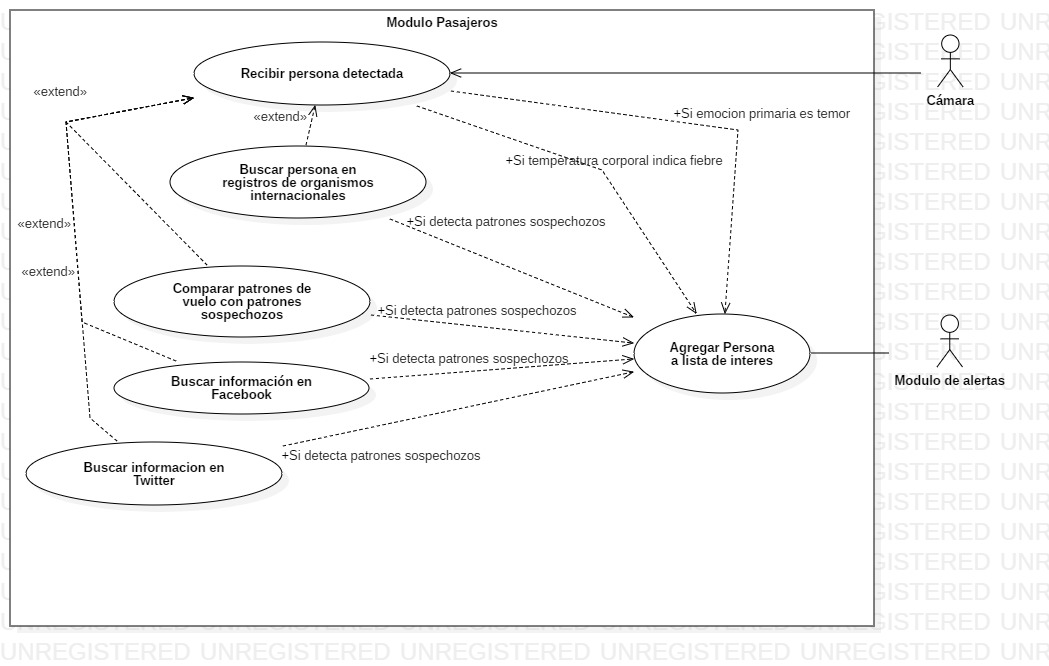 Modulo Pasajeros
Recibir persona detectada
«extend»
«extend»
+Si emocion primaria es temor
Cámara
Buscar persona en
registros de organismos
internacionales
+Si temperatura corporal indica fiebre
«extend»
+Si detecta patrones sospechozos
«extend»
Comparar patrones de
vuelo con patrones
sospechozos
+Si detecta patrones sospechozos
Agregar Persona
a lista de interes
Modulo de alertas
+Si detecta patrones sospechozos
Buscar información en
Facebook
+Si detecta patrones sospechozos
Buscar informacion en
Twitter
UNREGISTERED UNREGISTERED UNREGISTERED UNREGISTERED UNREGISTERED UNR